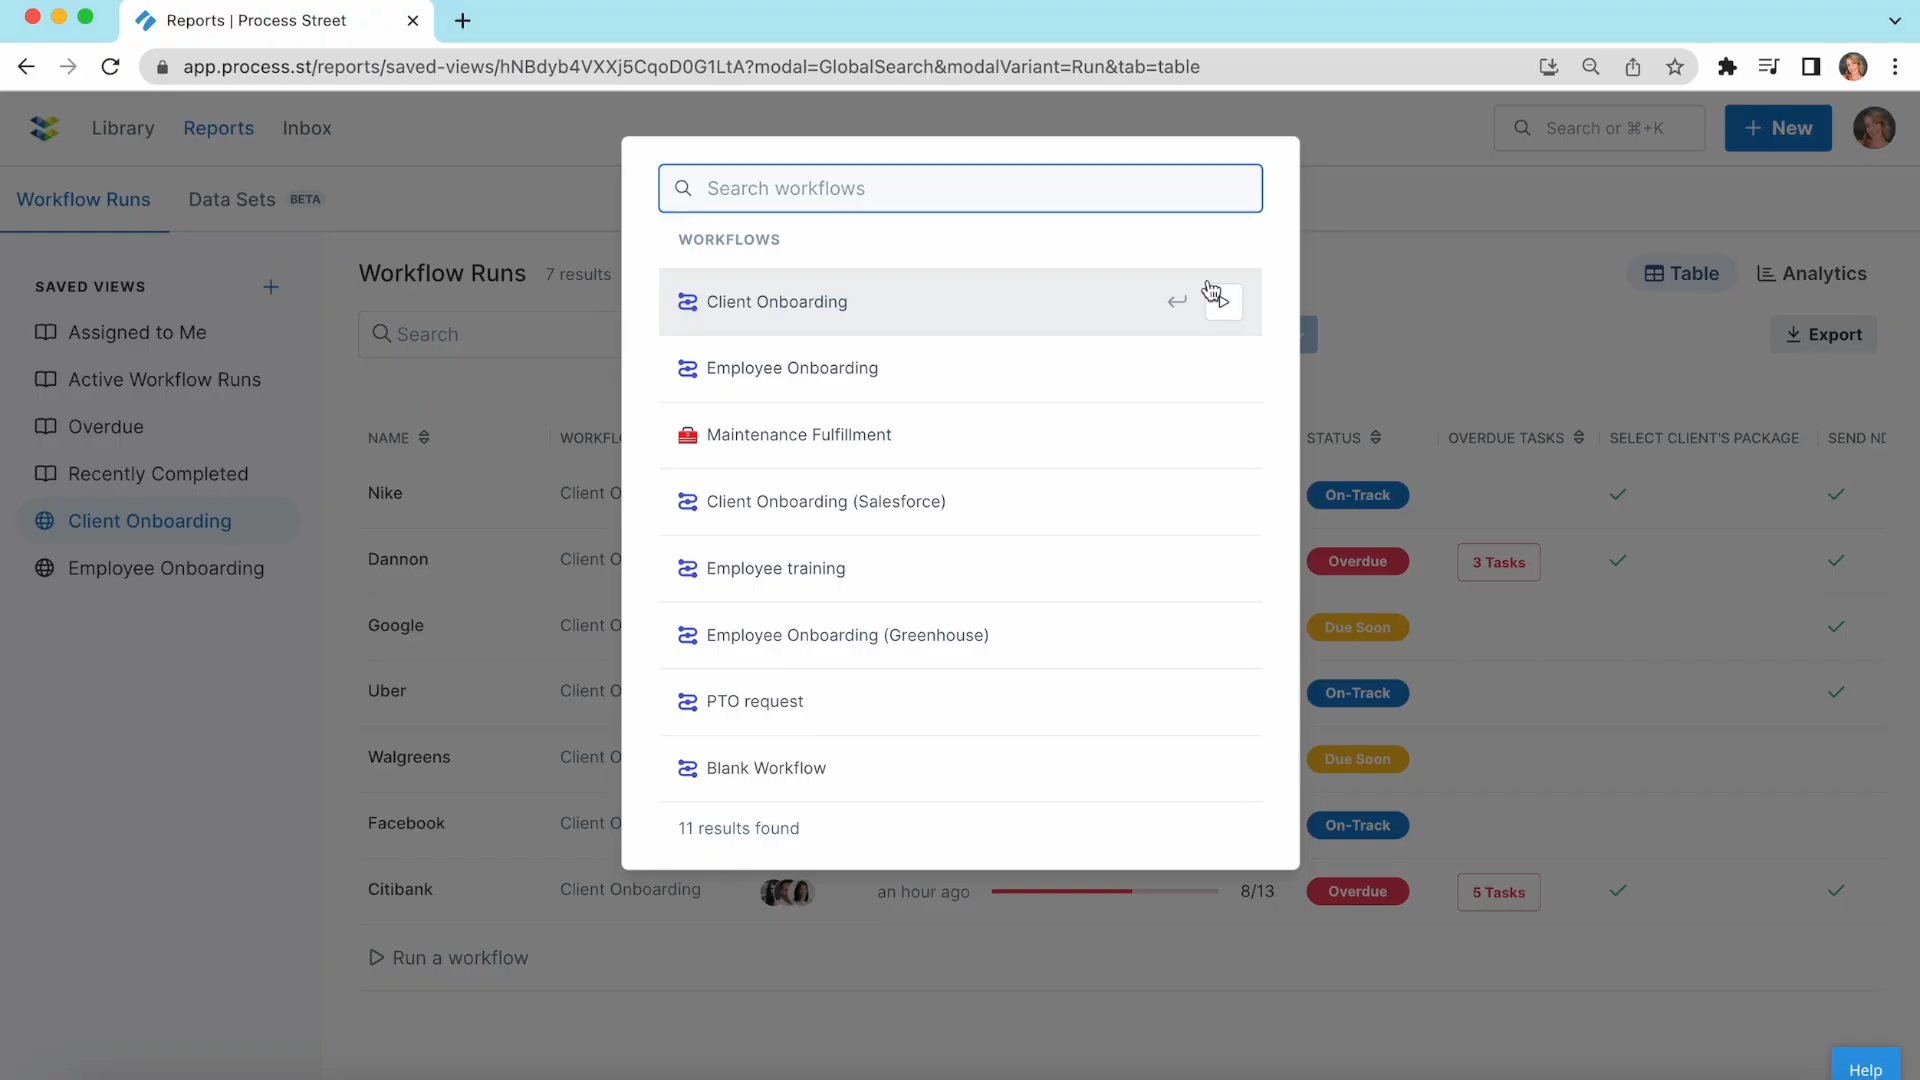 Reports | Process Street
app.process.st/reports/saved-views/hNBdyb4VXXj5CqoD0G1LtA?modal=GlobalSearch&modalVariant=Run&tab=table
Library Reports Inbox Search or ⌘+K + New
Workflow Runs Data Sets BETA
SAVED VIEWS +
Assigned to Me
Active Workflow Runs
Overdue
Recently Completed
Client Onboarding
Employee Onboarding
Workflow Runs 7 results Table Analytics
Search Export
NAME WORKFL STATUS OVERDUE TASKS SELECT CLIENT'S PACKAGE SEND ND
Nike Client O On-Track
Dannon Client O Overdue 3 Tasks
Google Client O Due Soon
Uber Client O On-Track
Walgreens Client O Due Soon
Facebook Client O On-Track
Citibank Client Onboarding an hour ago 8/13 Overdue 5 Tasks
Run a workflow
Search workflows
WORKFLOWS
Client Onboarding
Employee Onboarding
Maintenance Fulfillment
Client Onboarding (Salesforce)
Employee training
Employee Onboarding (Greenhouse)
PTO request
Blank Workflow
11 results found
Help